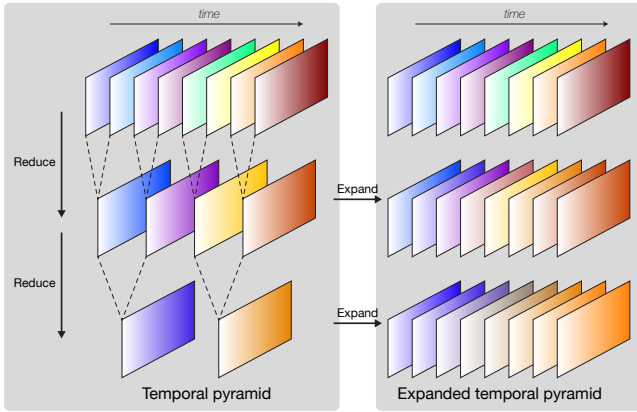 time
time
Reduce
Expand
Reduce
Expand
Temporal pyramid
Expanded temporal pyramid